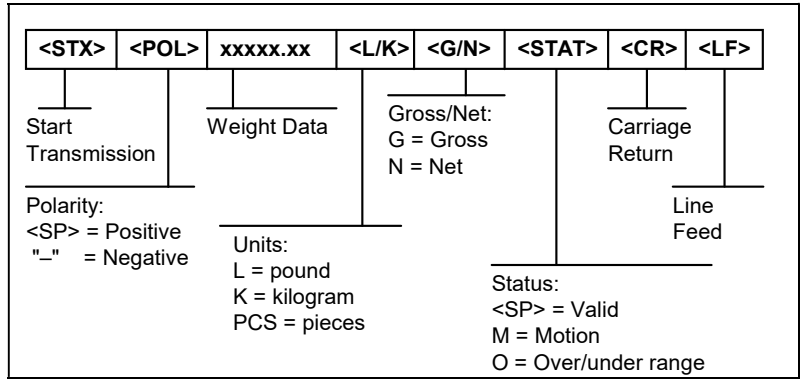 <STX> <POL> xxxxx.xx <L/K> <G/N> <STAT> <CR> <LF>
Start
Transmission
Weight Data
Gross/Net:
G = Gross
N = Net
Carriage
Return
Polarity:
<SP> = Positive
"–" = Negative
Units:
L = pound
K = kilogram
PCS = pieces
Line
Feed
Status:
<SP> = Valid
M = Motion
O = Over/under range